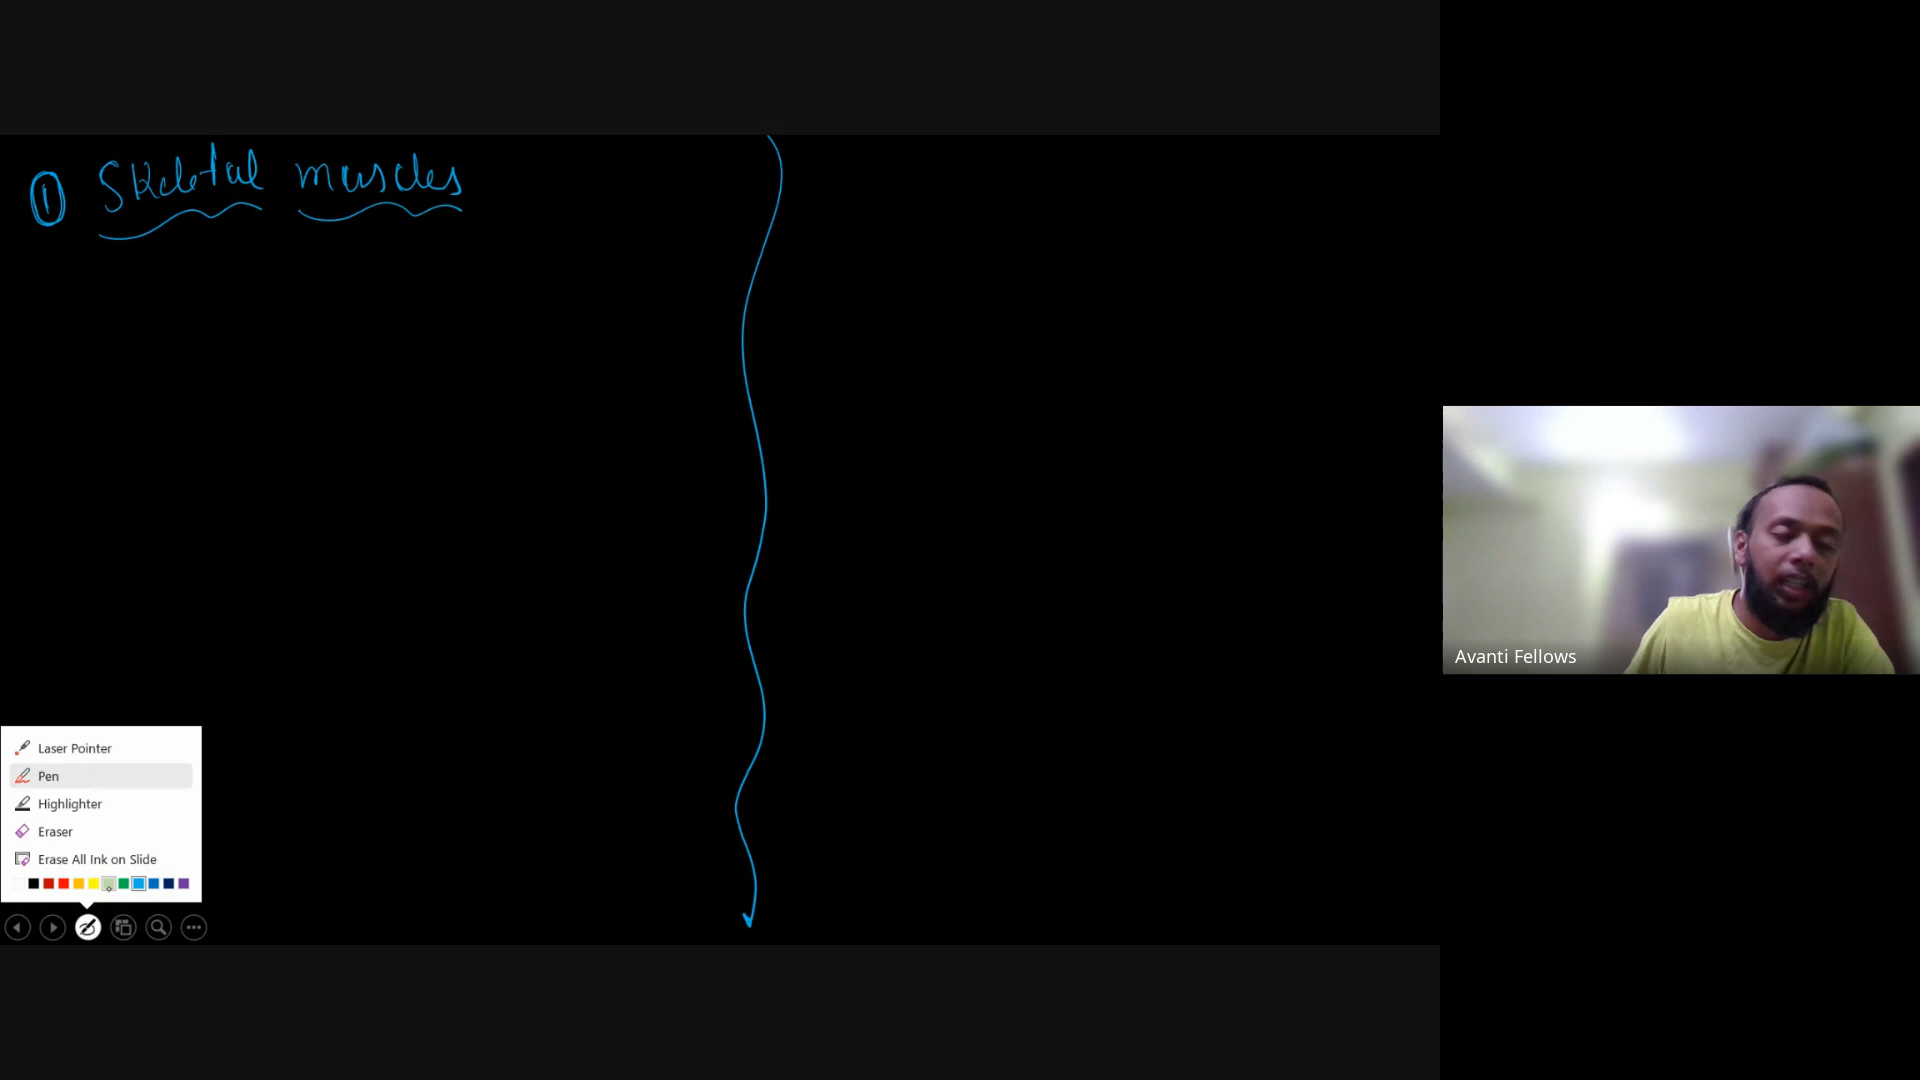 ① Skeletal muscles
Laser Pointer
Pen
Highlighter
Eraser
Erase All Ink on Slide
Avanti Fellows